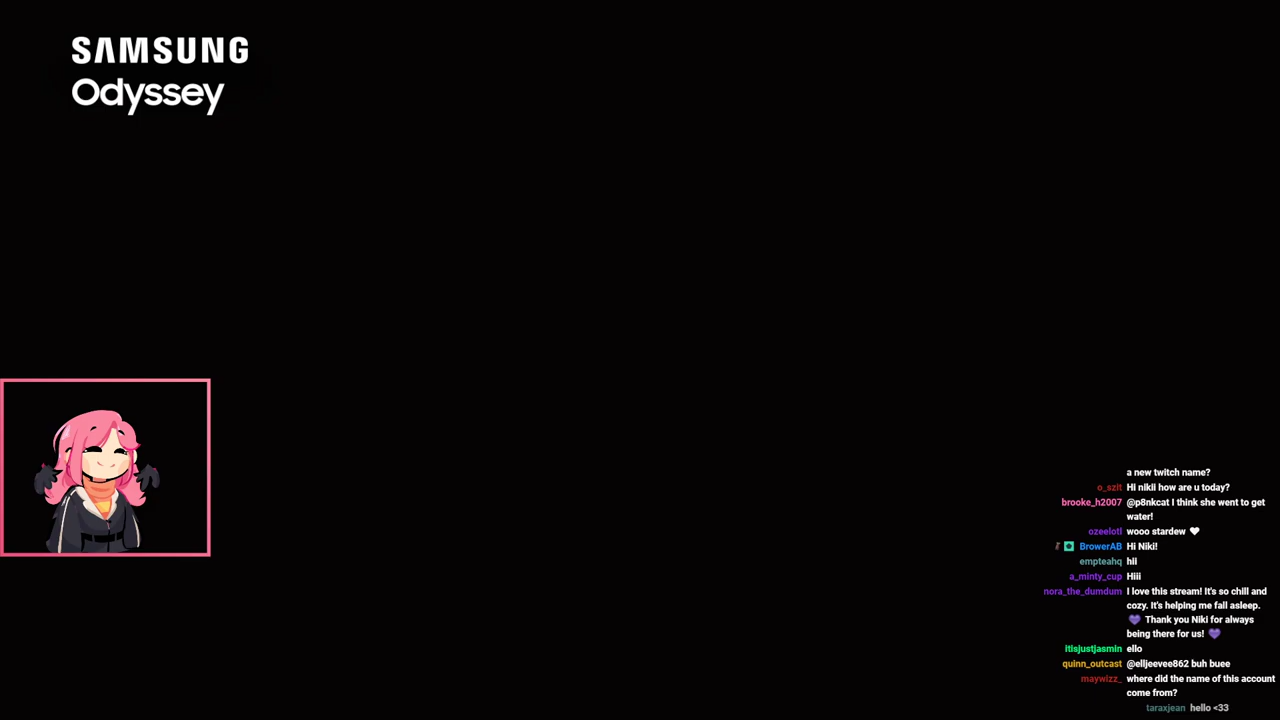 SAMSUNG
Odyssey
a new twitch name?
o_szit Hi nikii how are u today?
brooke_h2007 @p8nkcat I think she went to get
water!
ozeelotl wooo stardew
BrowerAB Hi Niki!
empteahq hii
a_minty_cup Hiii
nora_the_dumdum I love this stream! It's so chill and
cozy. It's helping me fall asleep.
Thank you Niki for always
being there for us!
itisjustjasmin ello
quinn_outcast @elljeevee862 buh buee
maywizz_ where did the name of this account
come from?
taraxjean hello <33